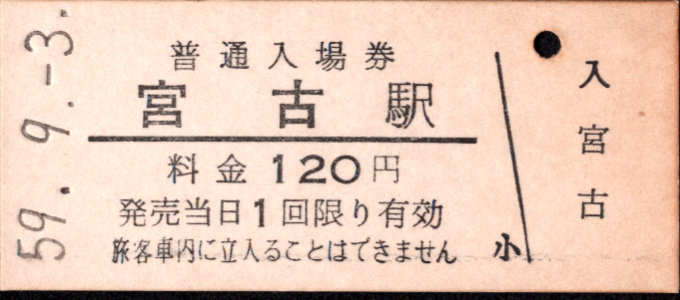 59.9.-3.
普通入場券
宮古駅
料金120円
発売当日1回限り有効
旅客車内に立入ることはできません
小
入
宮古